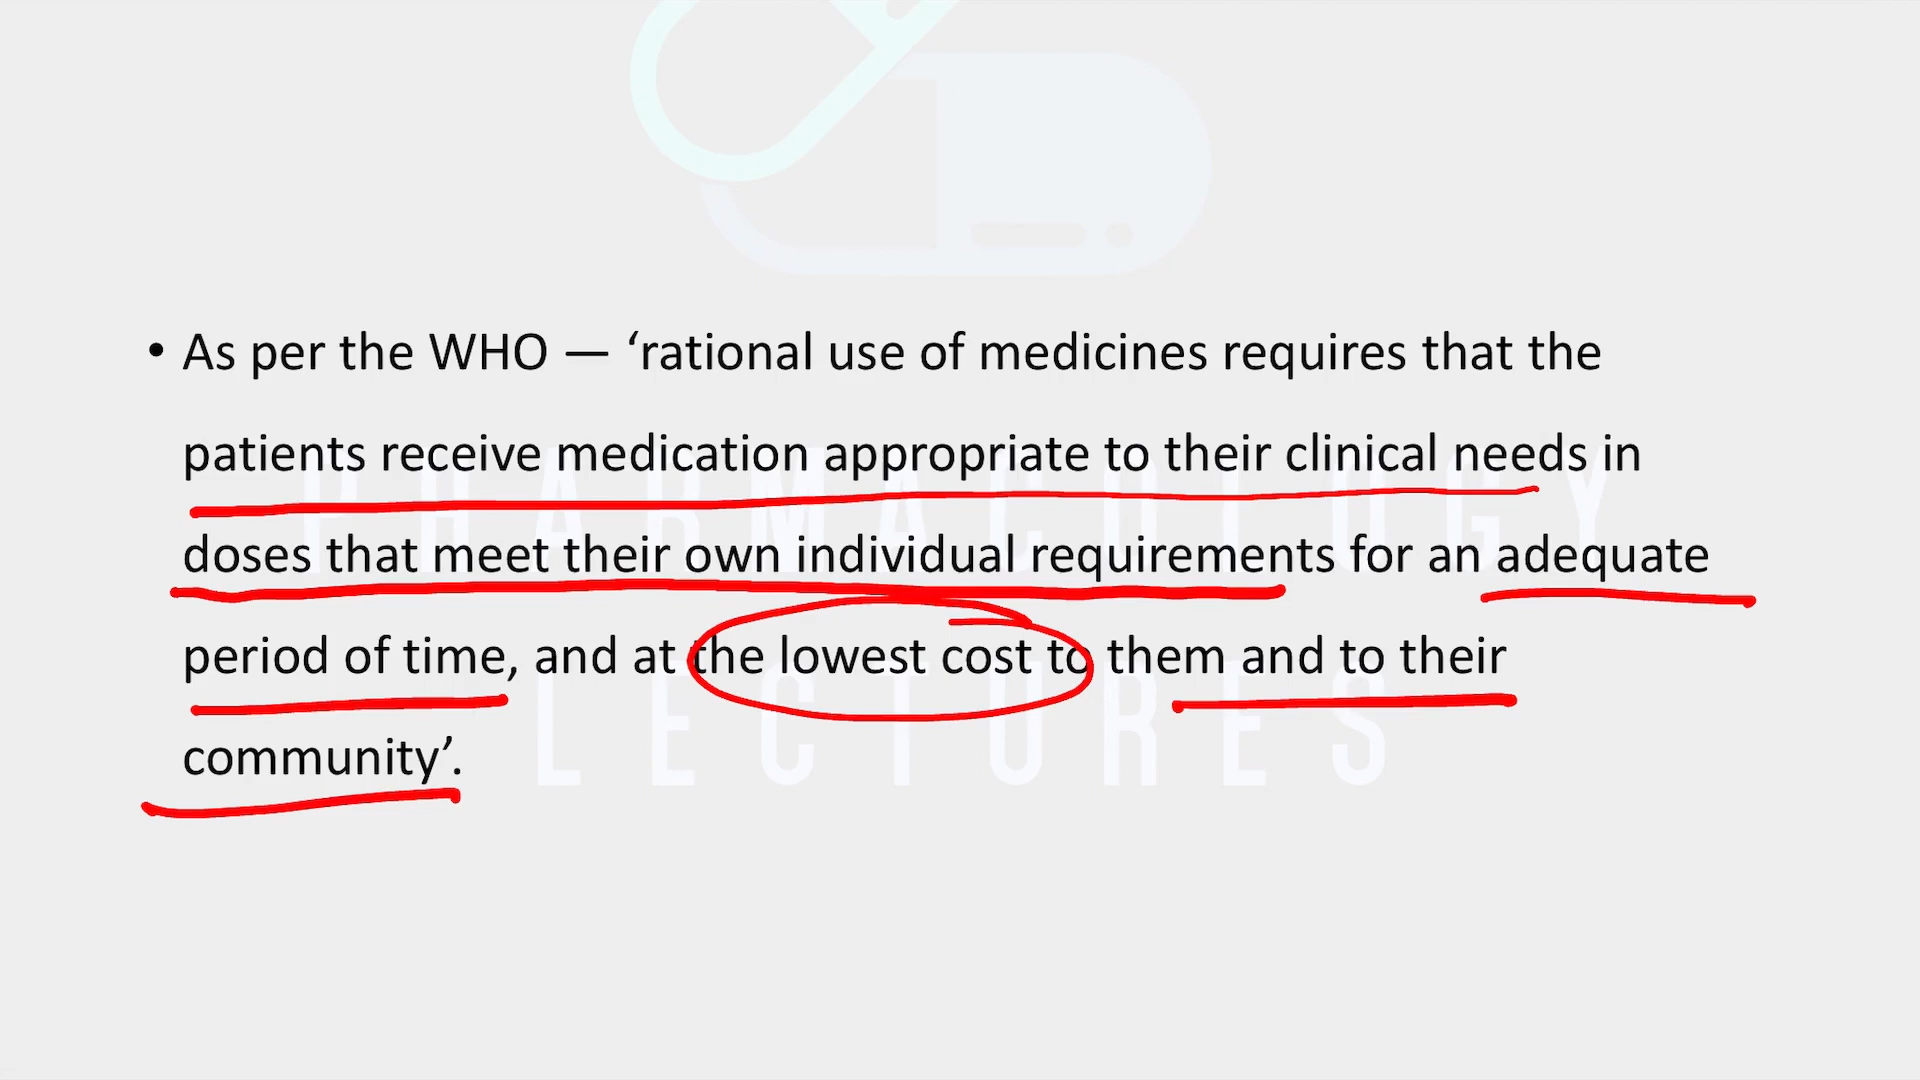 • As per the WHO — ‘rational use of medicines requires that the
patients receive medication appropriate to their clinical needs in
doses that meet their own individual requirements for an adequate
period of time, and at the lowest cost to them and to their
community’.
PHARMACOLOGY
LECTURES